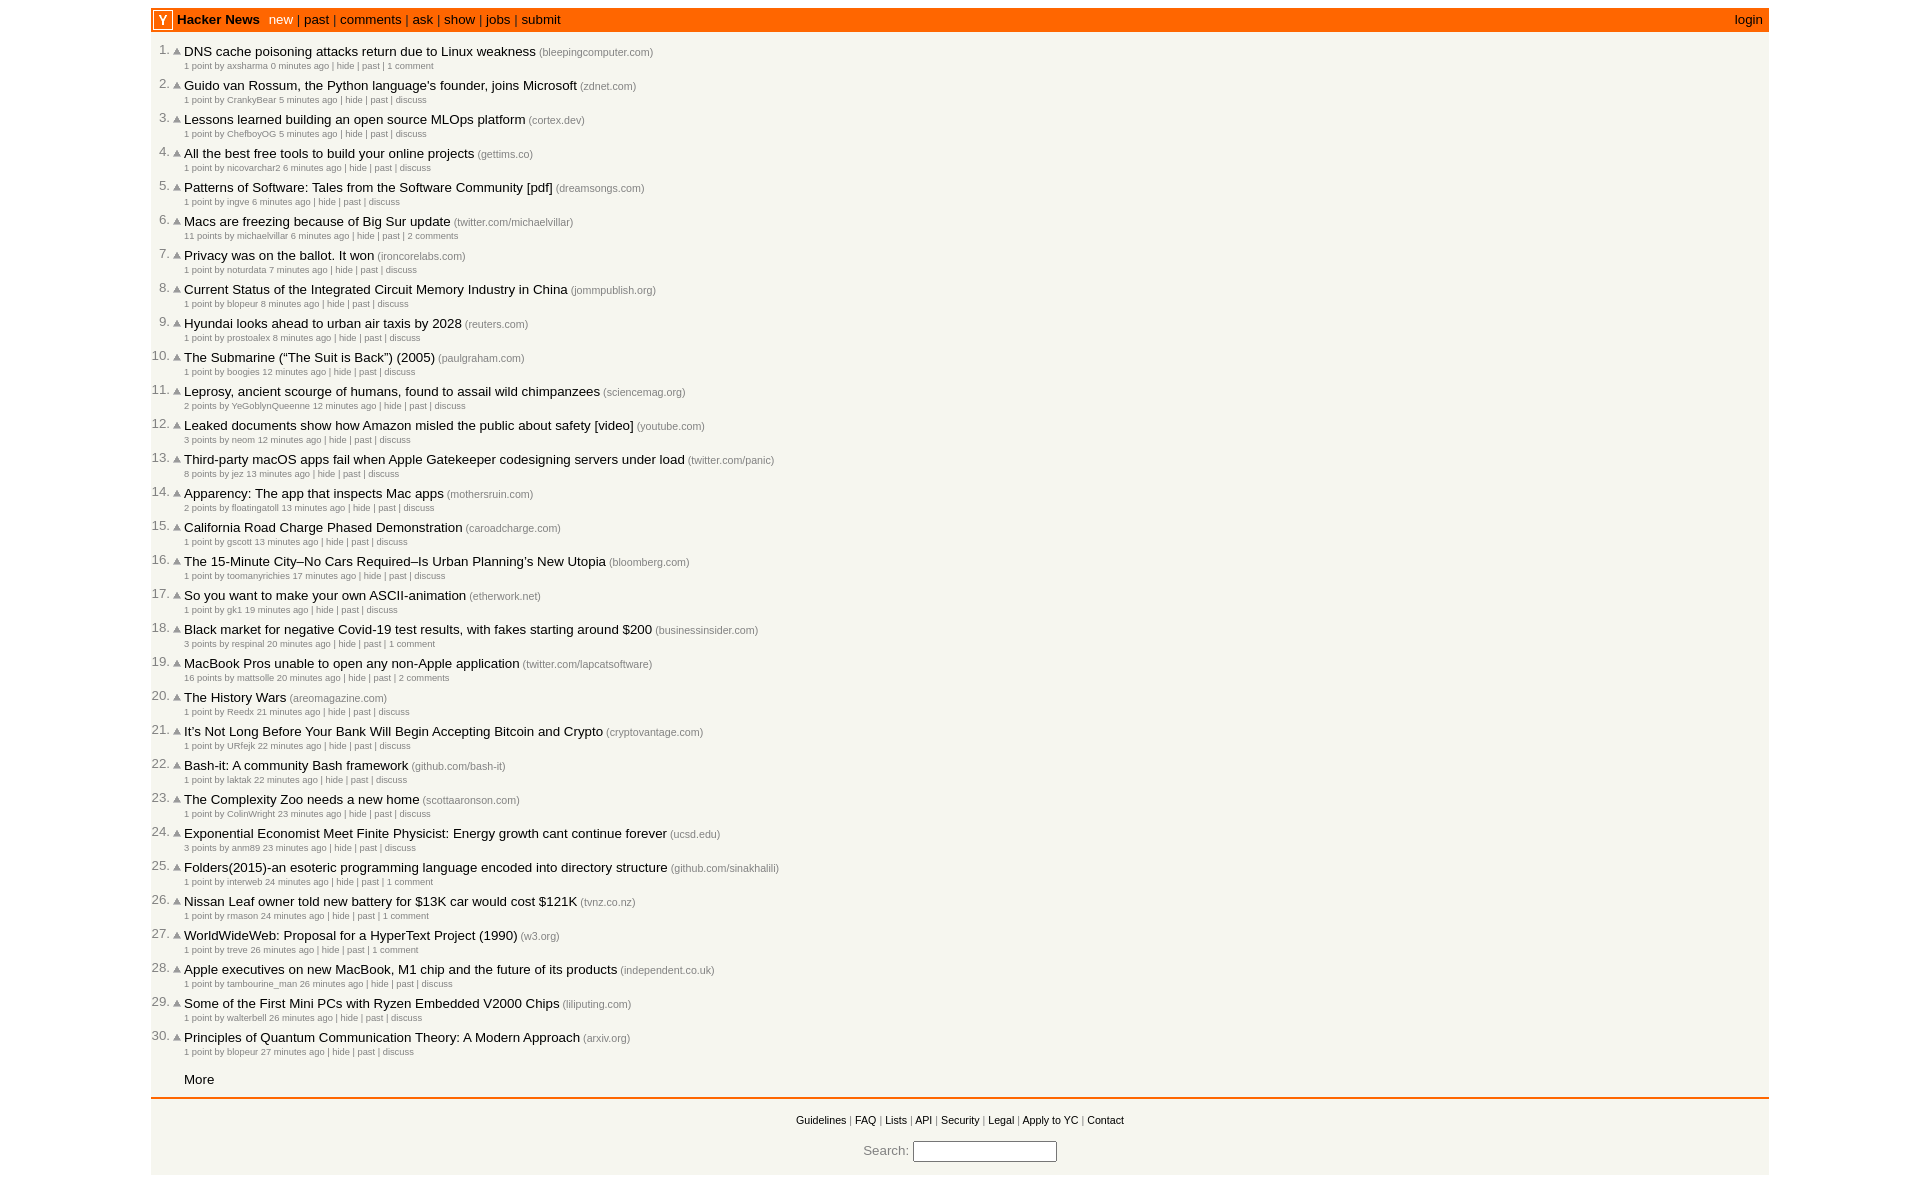 Y Hacker News new | past | comments | ask | show | jobs | submit login
1. DNS cache poisoning attacks return due to Linux weakness (bleepingcomputer.com)
1 point by axsharma 0 minutes ago | hide | past | 1 comment
2. Guido van Rossum, the Python language's founder, joins Microsoft (zdnet.com)
1 point by CrankyBear 5 minutes ago | hide | past | discuss
3. Lessons learned building an open source MLOps platform (cortex.dev)
1 point by ChefboyOG 5 minutes ago | hide | past | discuss
4. All the best free tools to build your online projects (gettims.co)
1 point by nicovarchar2 6 minutes ago | hide | past | discuss
5. Patterns of Software: Tales from the Software Community [pdf] (dreamsongs.com)
1 point by ingve 6 minutes ago | hide | past | discuss
6. Macs are freezing because of Big Sur update (twitter.com/michaelvillar)
11 points by michaelvillar 6 minutes ago | hide | past | 2 comments
7. Privacy was on the ballot. It won (ironcorelabs.com)
1 point by noturdata 7 minutes ago | hide | past | discuss
8. Current Status of the Integrated Circuit Memory Industry in China (jommpublish.org)
1 point by blopeur 8 minutes ago | hide | past | discuss
9. Hyundai looks ahead to urban air taxis by 2028 (reuters.com)
1 point by prostoalex 8 minutes ago | hide | past | discuss
10. The Submarine (“The Suit is Back”) (2005) (paulgraham.com)
1 point by boogies 12 minutes ago | hide | past | discuss
11. Leprosy, ancient scourge of humans, found to assail wild chimpanzees (sciencemag.org)
2 points by YeGoblynQueenne 12 minutes ago | hide | past | discuss
12. Leaked documents show how Amazon misled the public about safety [video] (youtube.com)
3 points by neom 12 minutes ago | hide | past | discuss
13. Third-party macOS apps fail when Apple Gatekeeper codesigning servers under load (twitter.com/panic)
8 points by jez 13 minutes ago | hide | past | discuss
14. Apparency: The app that inspects Mac apps (mothersruin.com)
2 points by floatingatoll 13 minutes ago | hide | past | discuss
15. California Road Charge Phased Demonstration (caroadcharge.com)
1 point by gscott 13 minutes ago | hide | past | discuss
16. The 15-Minute City–No Cars Required–Is Urban Planning’s New Utopia (bloomberg.com)
1 point by toomanyrichies 17 minutes ago | hide | past | discuss
17. So you want to make your own ASCII-animation (etherwork.net)
1 point by gk1 19 minutes ago | hide | past | discuss
18. Black market for negative Covid-19 test results, with fakes starting around $200 (businessinsider.com)
3 points by respinal 20 minutes ago | hide | past | 1 comment
19. MacBook Pros unable to open any non-Apple application (twitter.com/lapcatsoftware)
16 points by mattsolle 20 minutes ago | hide | past | 2 comments
20. The History Wars (areomagazine.com)
1 point by Reedx 21 minutes ago | hide | past | discuss
21. It’s Not Long Before Your Bank Will Begin Accepting Bitcoin and Crypto (cryptovantage.com)
1 point by URfejk 22 minutes ago | hide | past | discuss
22. Bash-it: A community Bash framework (github.com/bash-it)
1 point by laktak 22 minutes ago | hide | past | discuss
23. The Complexity Zoo needs a new home (scottaaronson.com)
1 point by ColinWright 23 minutes ago | hide | past | discuss
24. Exponential Economist Meet Finite Physicist: Energy growth cant continue forever (ucsd.edu)
3 points by anm89 23 minutes ago | hide | past | discuss
25. Folders(2015)-an esoteric programming language encoded into directory structure (github.com/sinakhalili)
1 point by interweb 24 minutes ago | hide | past | 1 comment
26. Nissan Leaf owner told new battery for $13K car would cost $121K (tvnz.co.nz)
1 point by rmason 24 minutes ago | hide | past | 1 comment
27. WorldWideWeb: Proposal for a HyperText Project (1990) (w3.org)
1 point by treve 26 minutes ago | hide | past | 1 comment
28. Apple executives on new MacBook, M1 chip and the future of its products (independent.co.uk)
1 point by tambourine_man 26 minutes ago | hide | past | discuss
29. Some of the First Mini PCs with Ryzen Embedded V2000 Chips (liliputing.com)
1 point by walterbell 26 minutes ago | hide | past | discuss
30. Principles of Quantum Communication Theory: A Modern Approach (arxiv.org)
1 point by blopeur 27 minutes ago | hide | past | discuss
More
Guidelines | FAQ | Lists | API | Security | Legal | Apply to YC | Contact
Search: